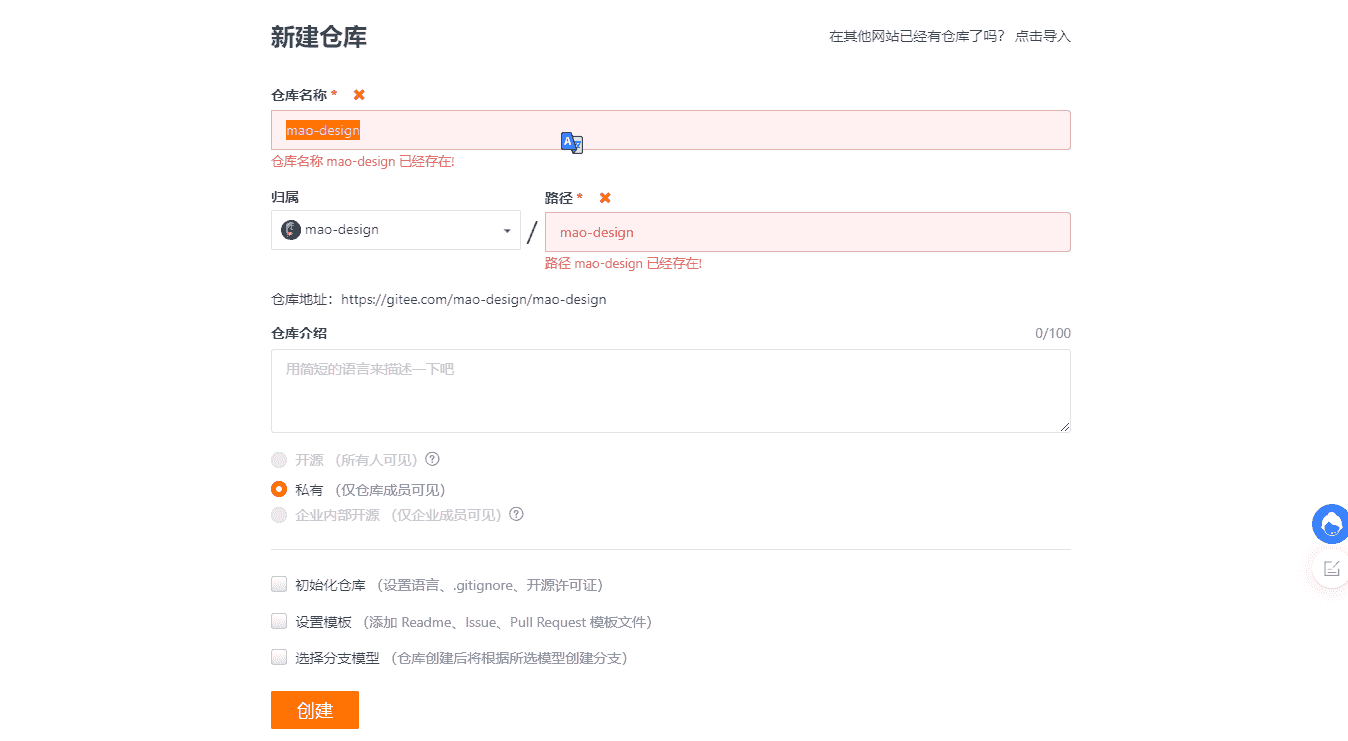 新建仓库
在其他网站已经有仓库了吗？ 点击导入
仓库名称 * ✖
mao-design
仓库名称 mao-design 已经存在!
归属
路径 * ✖
mao-design
/
mao-design
路径 mao-design 已经存在!
仓库地址：https://gitee.com/mao-design/mao-design
仓库介绍
0/100
用简短的语言来描述一下吧
开源 （所有人可见）
私有 （仅仓库成员可见）
企业内部开源 （仅企业成员可见）
初始化仓库 （设置语言、.gitignore、开源许可证）
设置模板 （添加 Readme、Issue、Pull Request 模板文件）
选择分支模型 （仓库创建后将根据所选模型创建分支）
创建